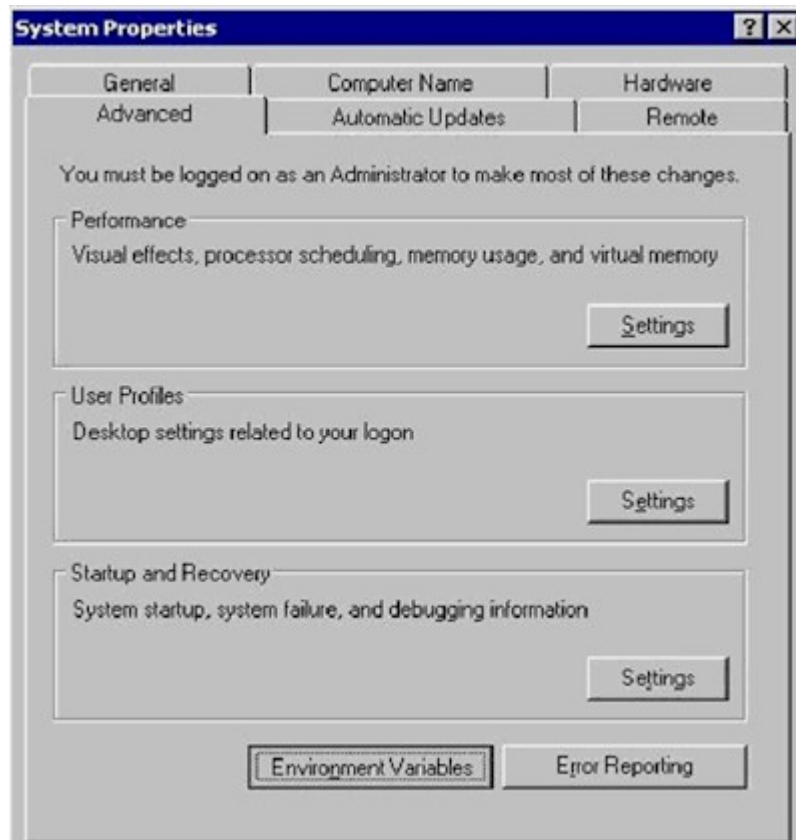 System Properties
General Computer Name Hardware
Advanced Automatic Updates Remote
You must be logged on as an Administrator to make most of these changes.
Performance
Visual effects, processor scheduling, memory usage, and virtual memory
Settings
User Profiles
Desktop settings related to your logon
Settings
Startup and Recovery
System startup, system failure, and debugging information
Settings
Environment Variables Error Reporting